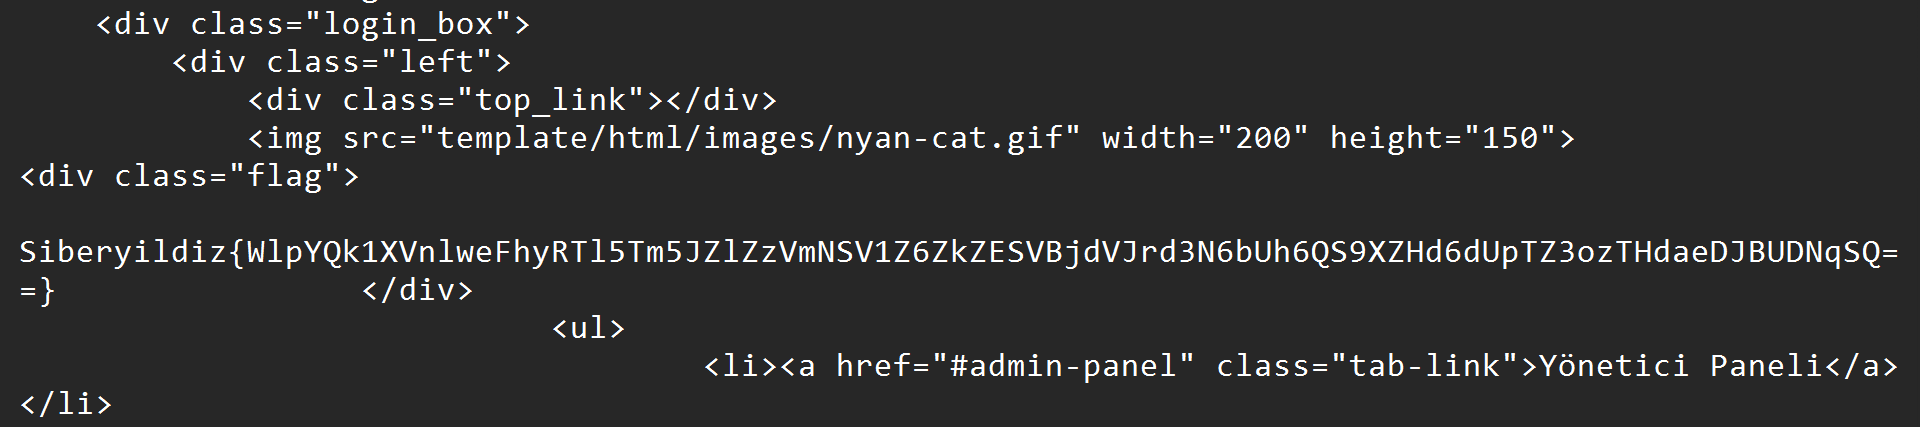 <div class="login_box">
<div class="left">
<div class="top_link"></div>
<img src="template/html/images/nyan-cat.gif" width="200" height="150">
<div class="flag">
Siberyildiz{WlpYQk1XVnlweFhyRTl5Tm5JZlZzVmNSV1Z6ZkZESVBjdVJrd3N6bUh6QS9XZHd6dUpTZ3ozTHdaeDJBUDNqSQ=
=} </div>
<ul>
<li><a href="#admin-panel" class="tab-link">Yönetici Paneli</a>
</li>